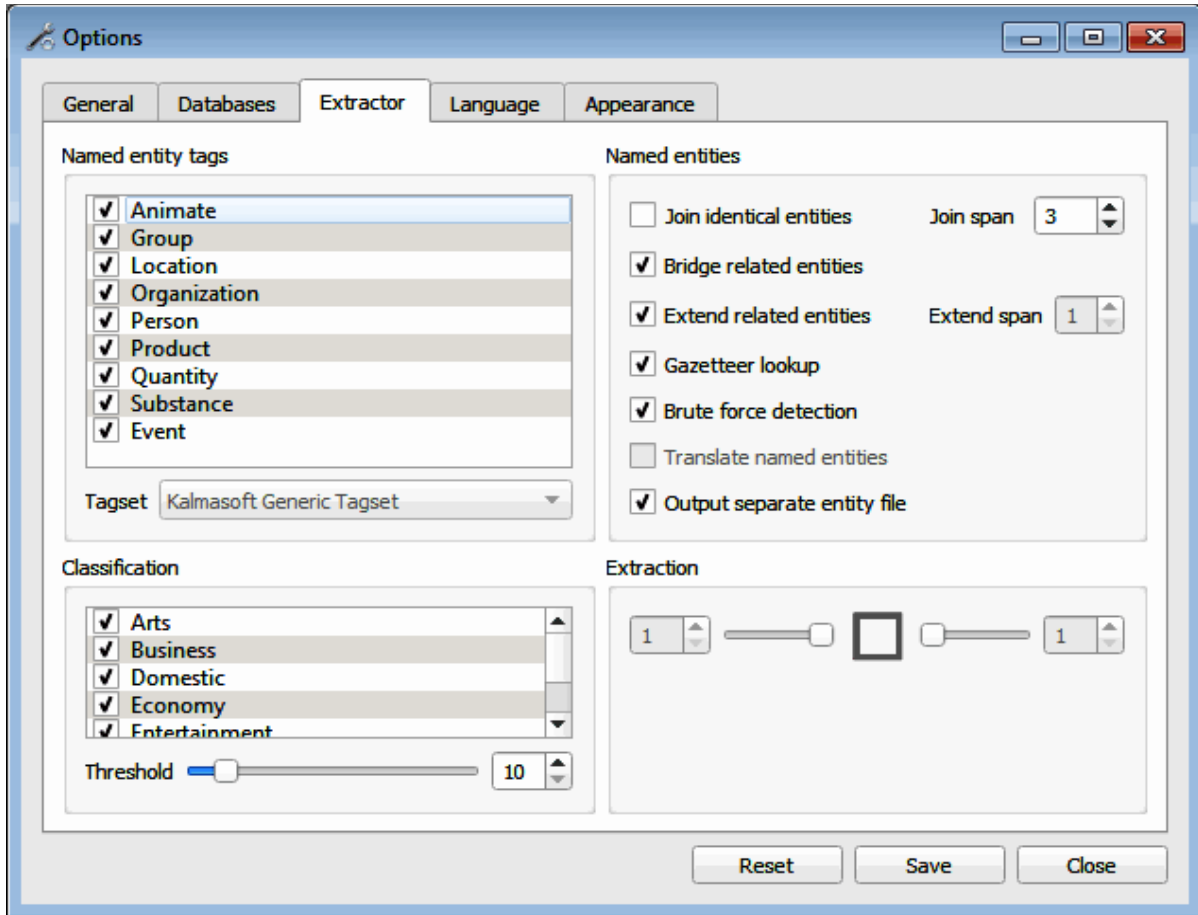 Options
General
Databases
Extractor
Language
Appearance
Named entity tags
Animate
Group
Location
Organization
Person
Product
Quantity
Substance
Event
Tagset Kalmasoft Generic Tagset
Named entities
Join identical entities Join span 3
Bridge related entities
Extend related entities Extend span 1
Gazetteer lookup
Brute force detection
Translate named entities
Output separate entity file
Classification
Arts
Business
Domestic
Economy
Entertainment
Threshold 10
Extraction
1 1
Reset Save Close